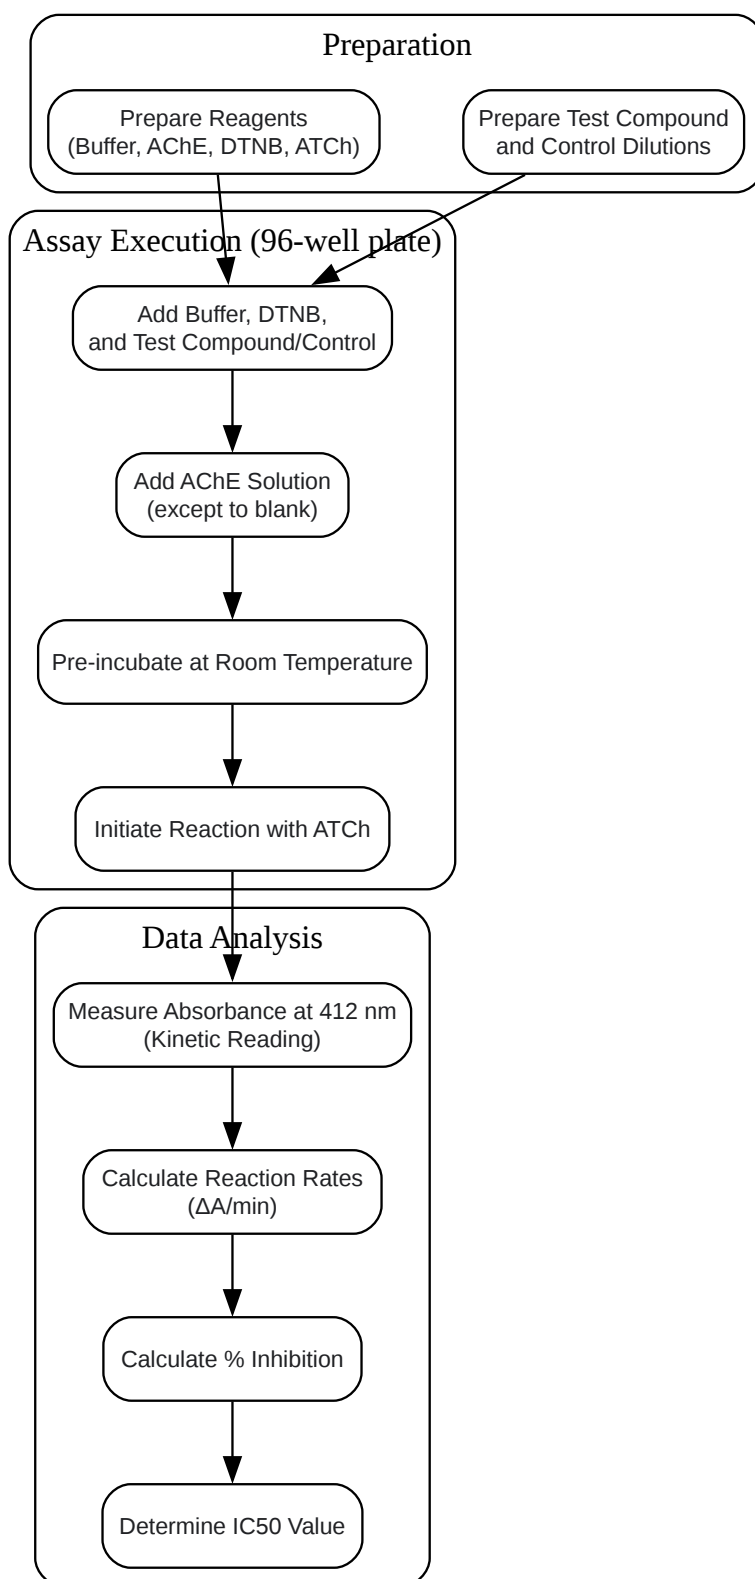 Preparation
Prepare Reagents
(Buffer, AChE, DTNB, ATCh)
Prepare Test Compound
and Control Dilutions
Assay Execution (96-well plate)
Add Buffer, DTNB,
and Test Compound/Control
Add AChE Solution
(except to blank)
Pre-incubate at Room Temperature
Initiate Reaction with ATCh
Data Analysis
Measure Absorbance at 412 nm
(Kinetic Reading)
Calculate Reaction Rates
(ΔA/min)
Calculate % Inhibition
Determine IC50 Value